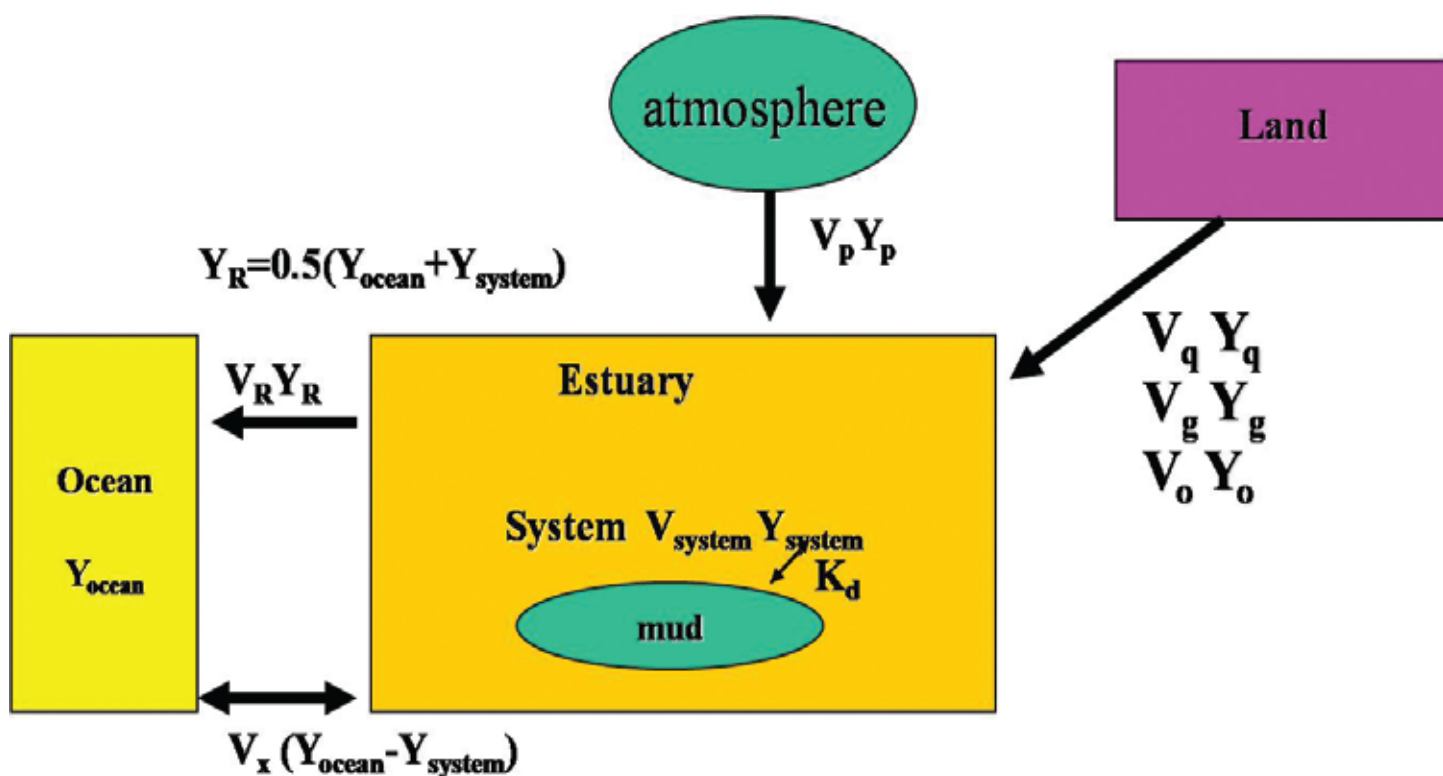 atmosphere
Land
VpYp
YR=0.5(Yocean+Ysystem)
Vq Yq
Vg Yg
Vo Yo
Estuary
VRYR
Ocean
Yocean
System Vsystem Ysystem
Kd
mud
Vx (Yocean-Ysystem)